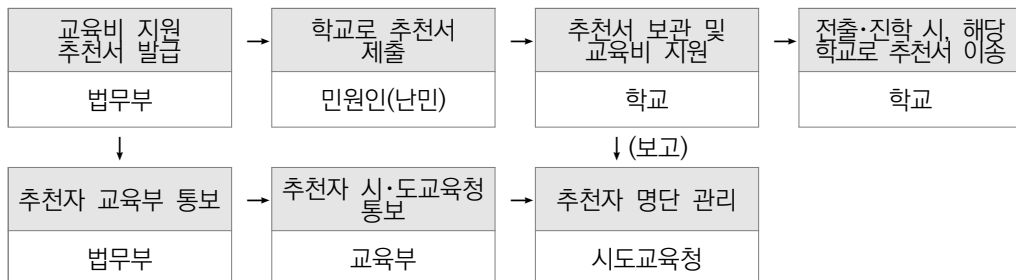 교육비 지원
추천서 발급
→
학교로 추천서
제출
→
추천서 보관 및
교육비 지원
→
전출·진학 시, 해당
학교로 추천서 이송
법무부
민원인(난민)
학교
학교
↓
↓(보고)
추천자 교육부 통보
→
추천자 시·도교육청
통보
→
추천자 명단 관리
법무부
교육부
시도교육청